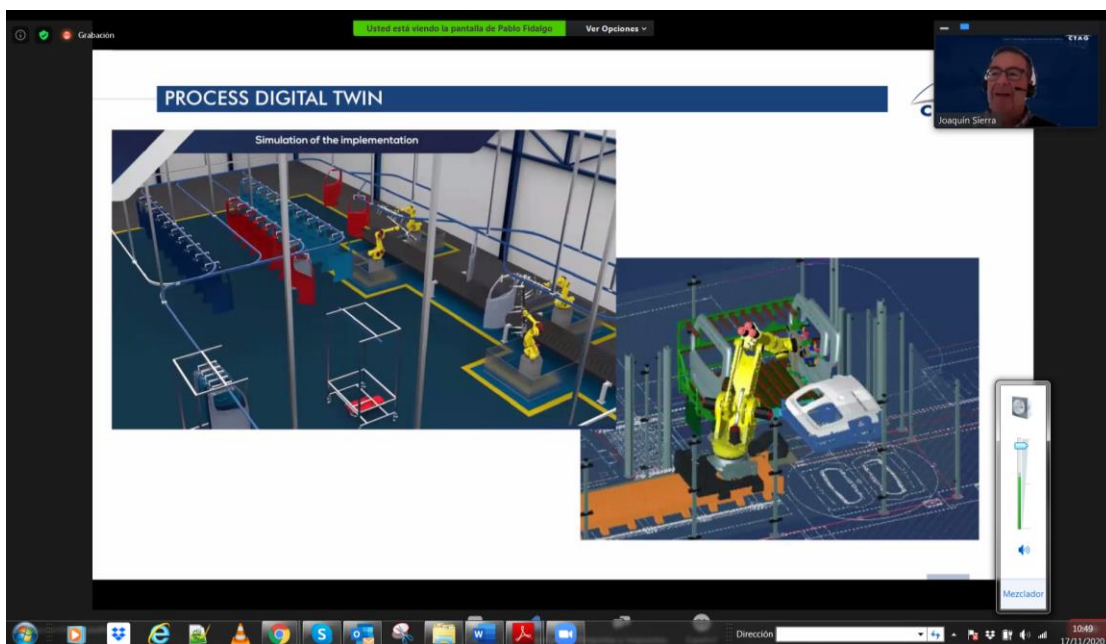 Grabación
Usted está viendo la pantalla de Pablo Fidalgo
Ver Opciones
CTAG
PROCESS DIGITAL TWIN
Joaquín Sierra
Simulation of the implementation
Mezclador
Dirección
10:49
17/11/2020